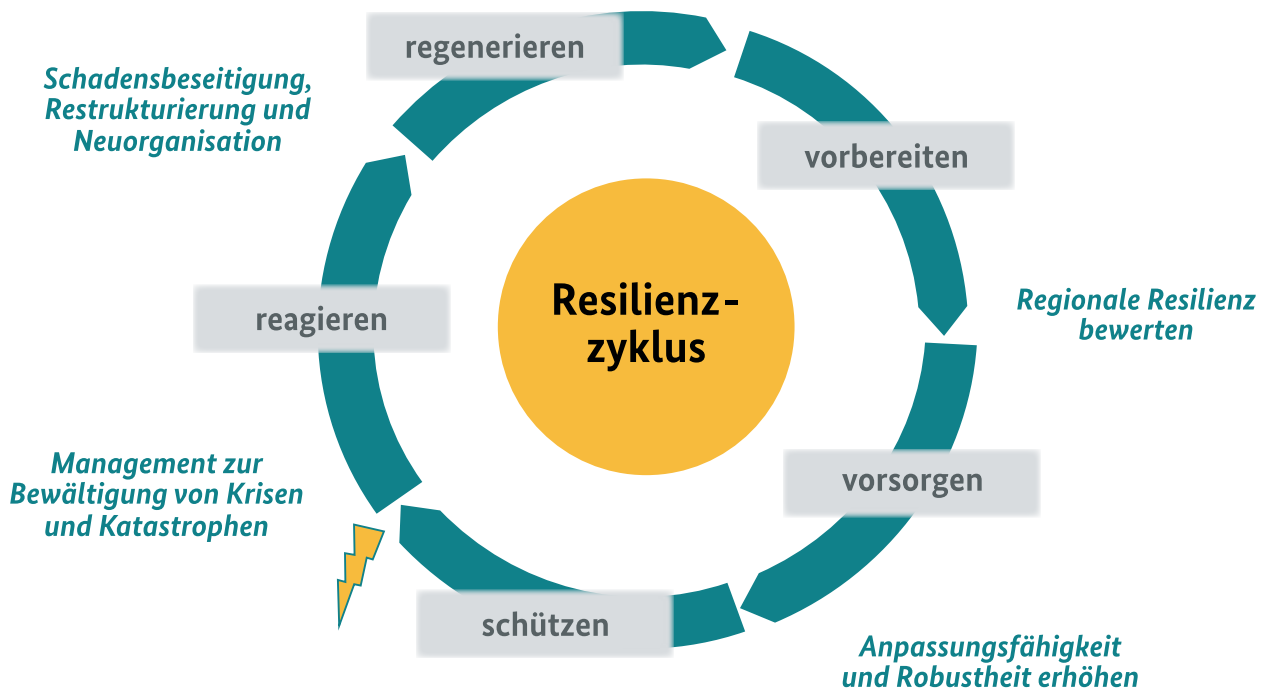 regenerieren
Schadensbeseitigung,
Restrukturierung und
Neuorganisation
vorbereiten
Resilienz-
zyklus
Regionale Resilienz
bewerten
reagieren
Management zur
Bewältigung von Krisen
und Katastrophen
vorsorgen
schützen
Anpassungsfähigkeit
und Robustheit erhöhen